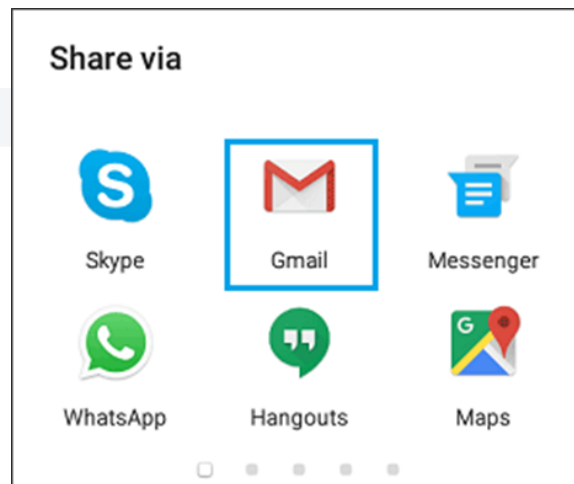 Share via
S
Skype
Gmail
Messenger
WhatsApp
Hangouts
G
Maps